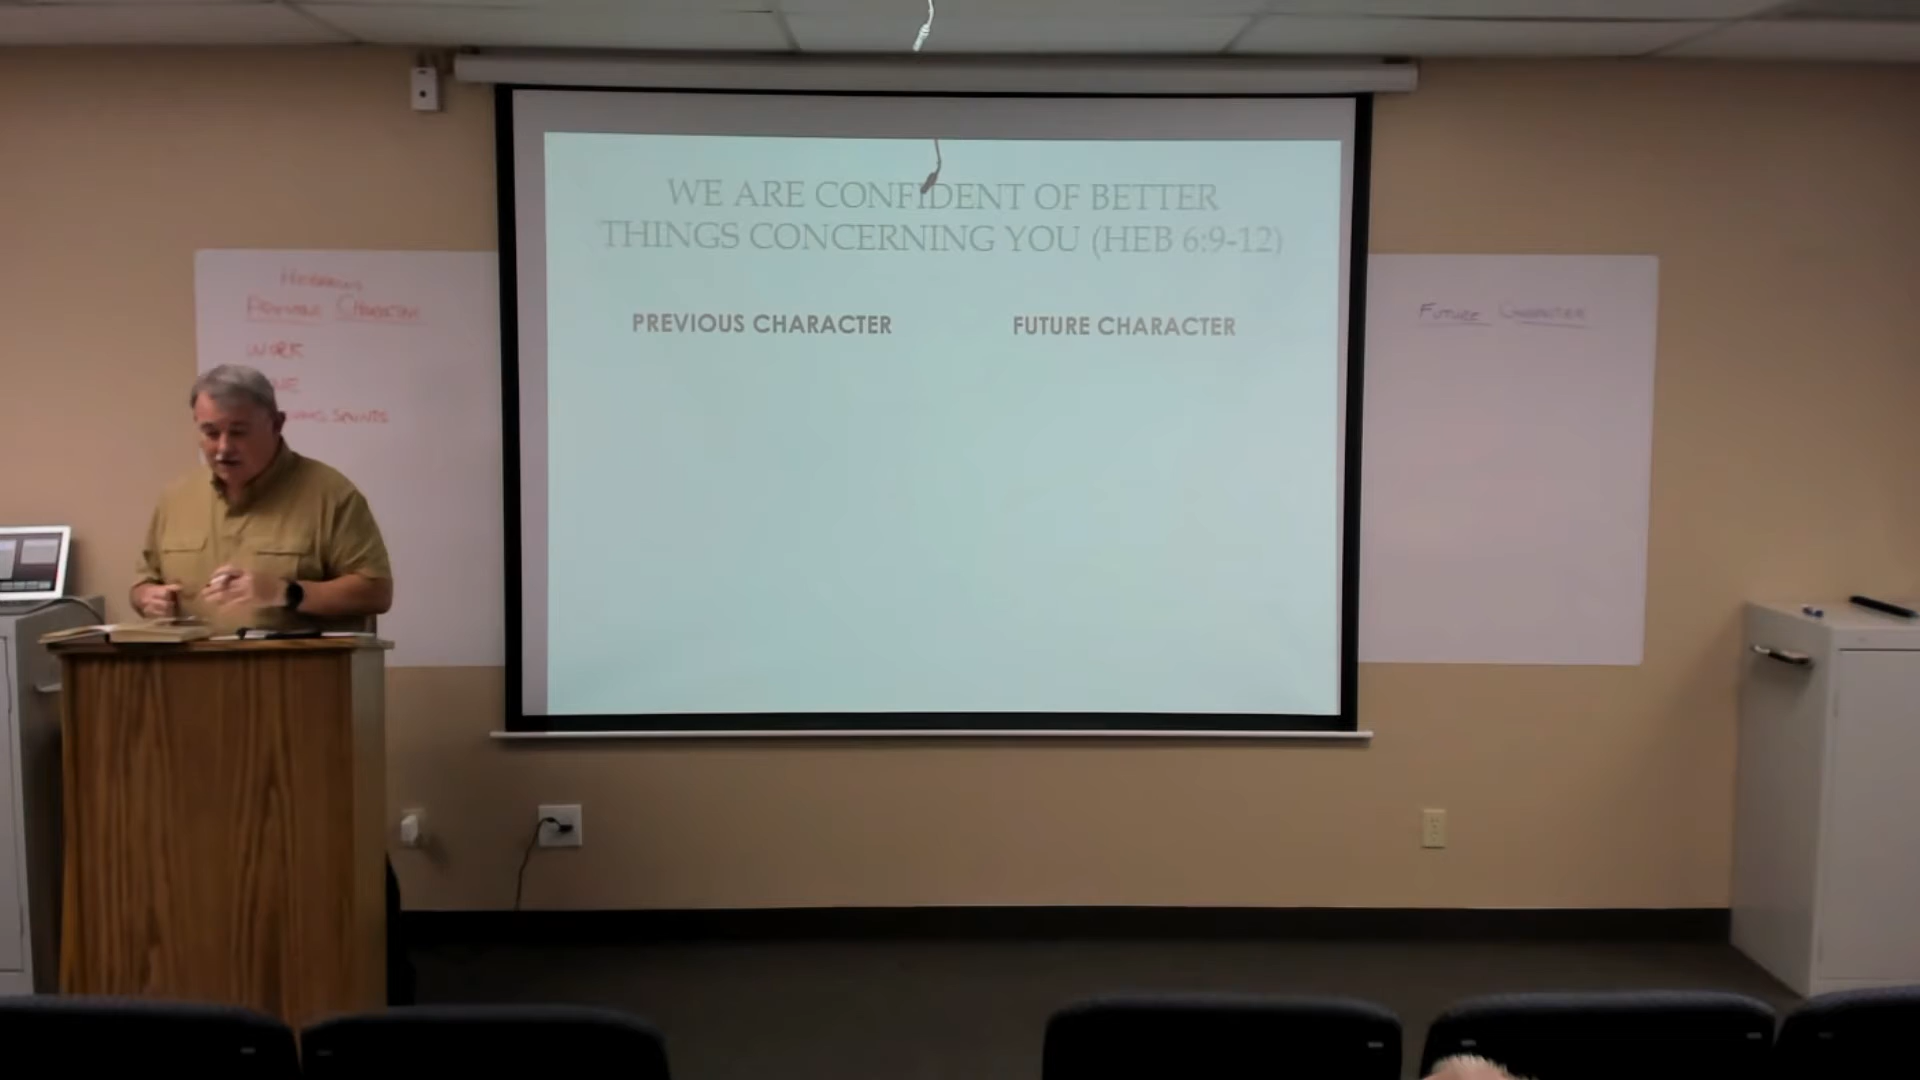 WE ARE CONFIDENT OF BETTER
THINGS CONCERNING YOU (HEB 6:9-12)
PREVIOUS CHARACTER
FUTURE CHARACTER
HEBREWS
CHARACTER
WORK
SAINTS
FUTURE CHARACTER